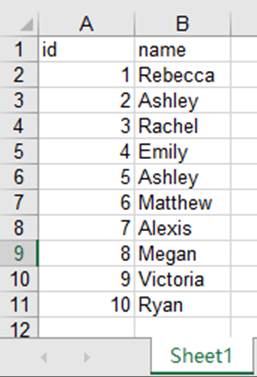 A B
1 id name
2 1 Rebecca
3 2 Ashley
4 3 Rachel
5 4 Emily
6 5 Ashley
7 6 Matthew
8 7 Alexis
9 8 Megan
10 9 Victoria
11 10 Ryan
12
Sheet1